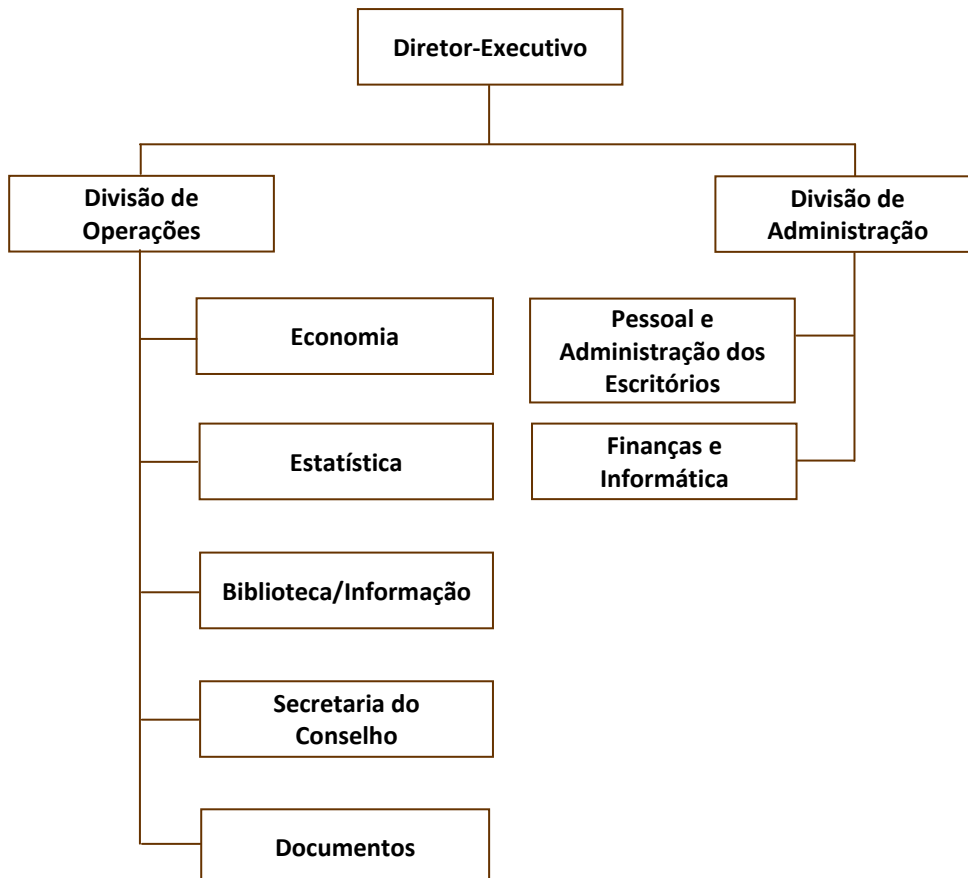 Diretor-Executivo
Divisão de
Operações
Divisão de
Administração
Economia
Pessoal e
Administração dos
Escritórios
Estatística
Finanças e
Informática
Biblioteca/Informação
Secretaria do
Conselho
Documentos